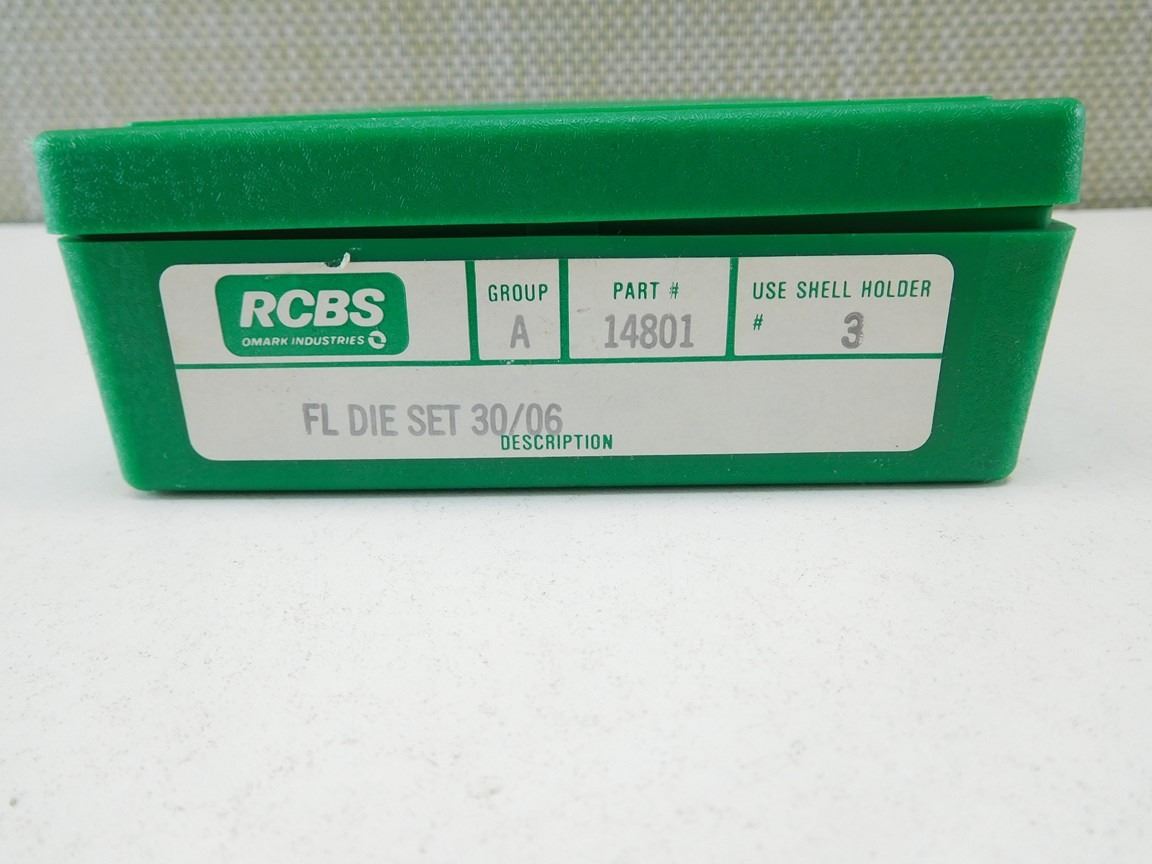 RCBS
OMARK INDUSTRIES
GROUP
A
PART #
14801
USE SHELL HOLDER
# 3
FL DIE SET 30/06
DESCRIPTION